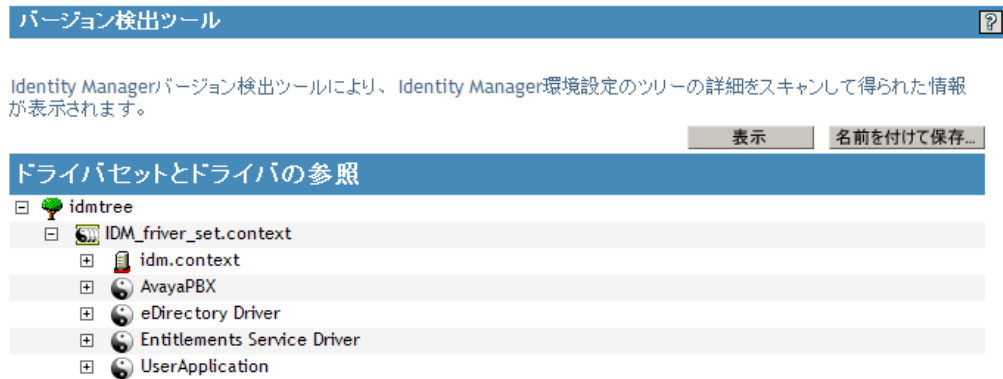 バージョン検出ツール
?
Identity Managerバージョン検出ツールにより、Identity Manager環境設定のツリーの詳細をスキャンして得られた情報
が表示されます。
表示 名前を付けて保存...
ドライバセットとドライバの参照
idmtree
IDM_friver_set.context
idm.context
AvayaPBX
eDirectory Driver
Entitlements Service Driver
UserApplication